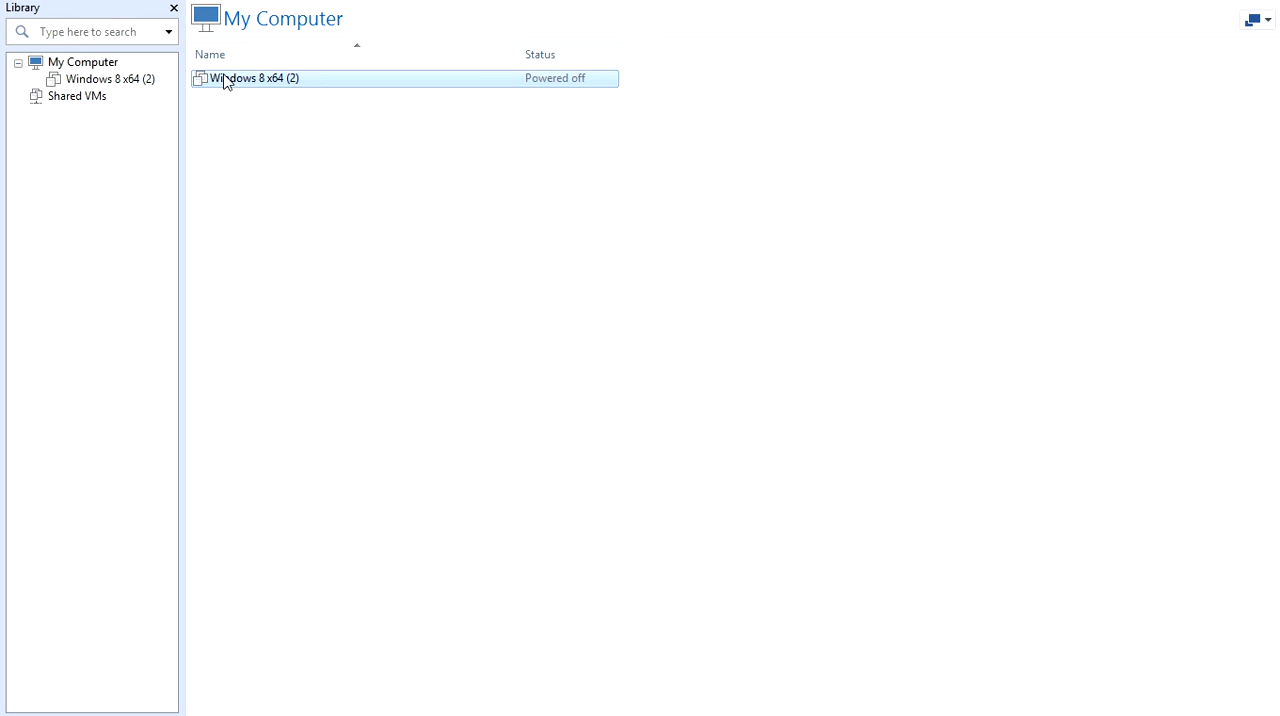 Library
Type here to search
My Computer
Windows 8 x64 (2)
Shared VMs
My Computer
Name Status
Windows 8 x64 (2) Powered off